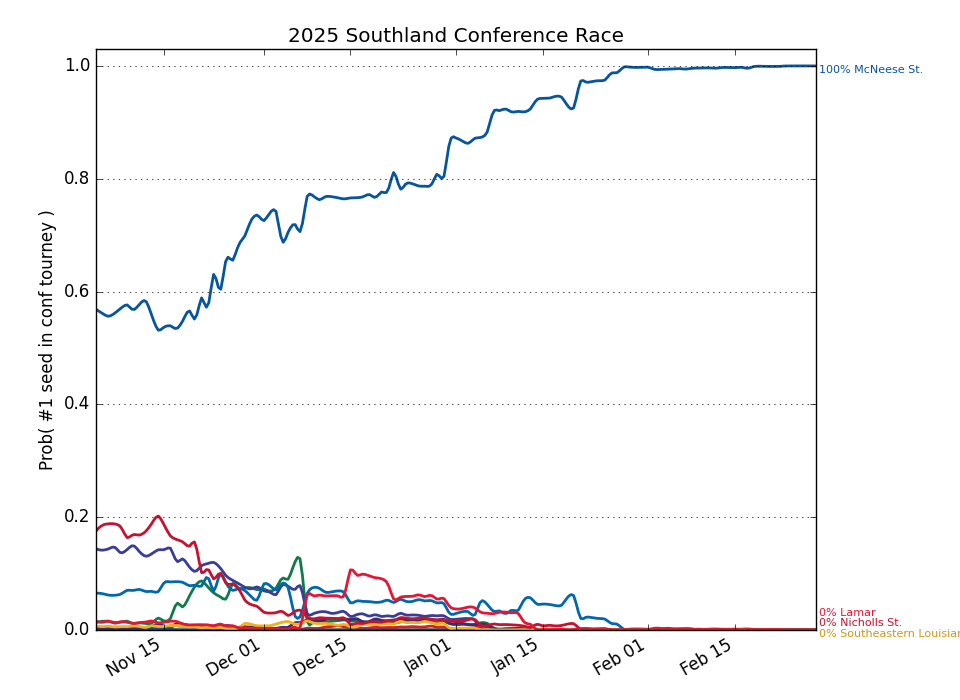 2025 Southland Conference Race
Prob( #1 seed in conf tourney )
1.0
0.8
0.6
0.4
0.2
0.0
Nov 15
Dec 01
Dec 15
Jan 01
Jan 15
Feb 01
Feb 15
100% McNeese St.
0% Lamar
0% Nicholls St.
0% Southeastern Louisian